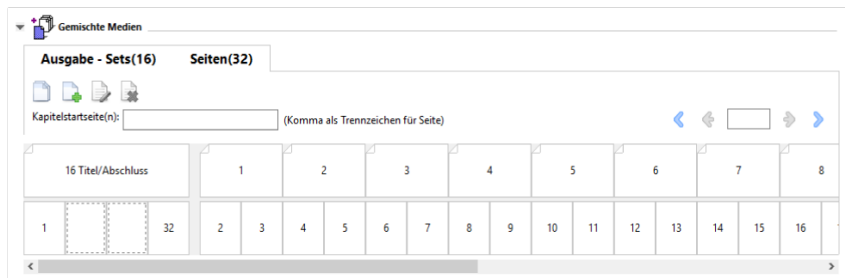 Gemischte Medien
Ausgabe - Sets(16) Seiten(32)
Kapitelstartseite(n): (Komma als Trennzeichen für Seite)
16 Titel/Abschluss 1 2 3 4 5 6 7 8
1 32 2 3 4 5 6 7 8 9 10 11 12 13 14 15 16